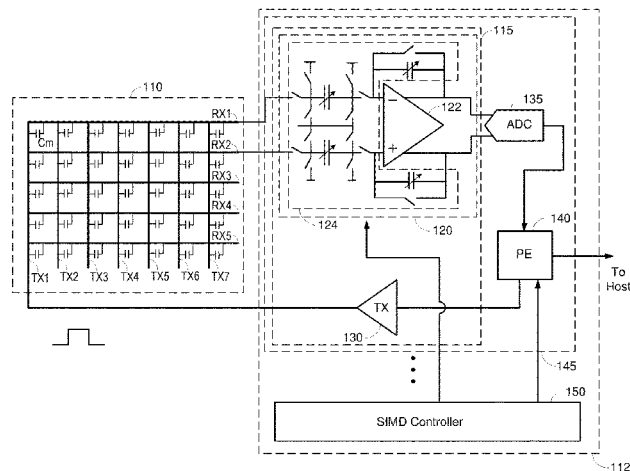 110
115
RX1
122
135
ADC
Cm
RX2
RX3
124
120
140
RX4
PE
RX5
To
Host
TX1 TX2 TX3 TX4 TX5 TX6 TX7
TX
130
145
150
SIMD Controller
112